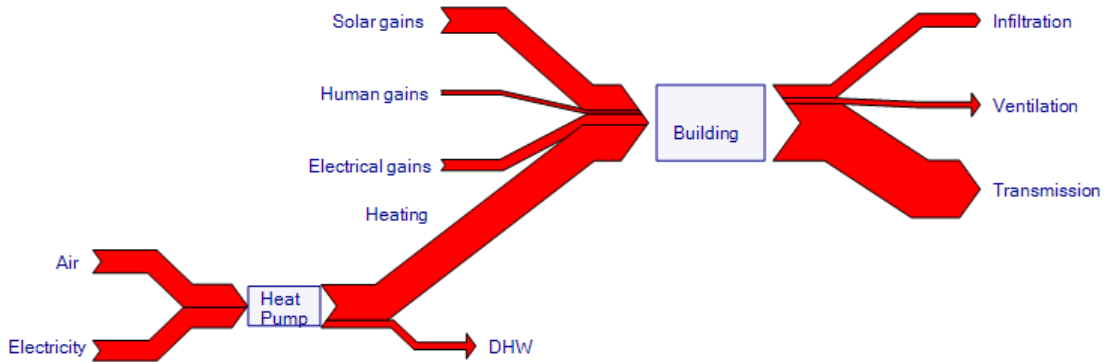 Solar gains
Infiltration
Human gains
Ventilation
Building
Electrical gains
Transmission
Heating
Air
Heat
Pump
Electricity
DHW